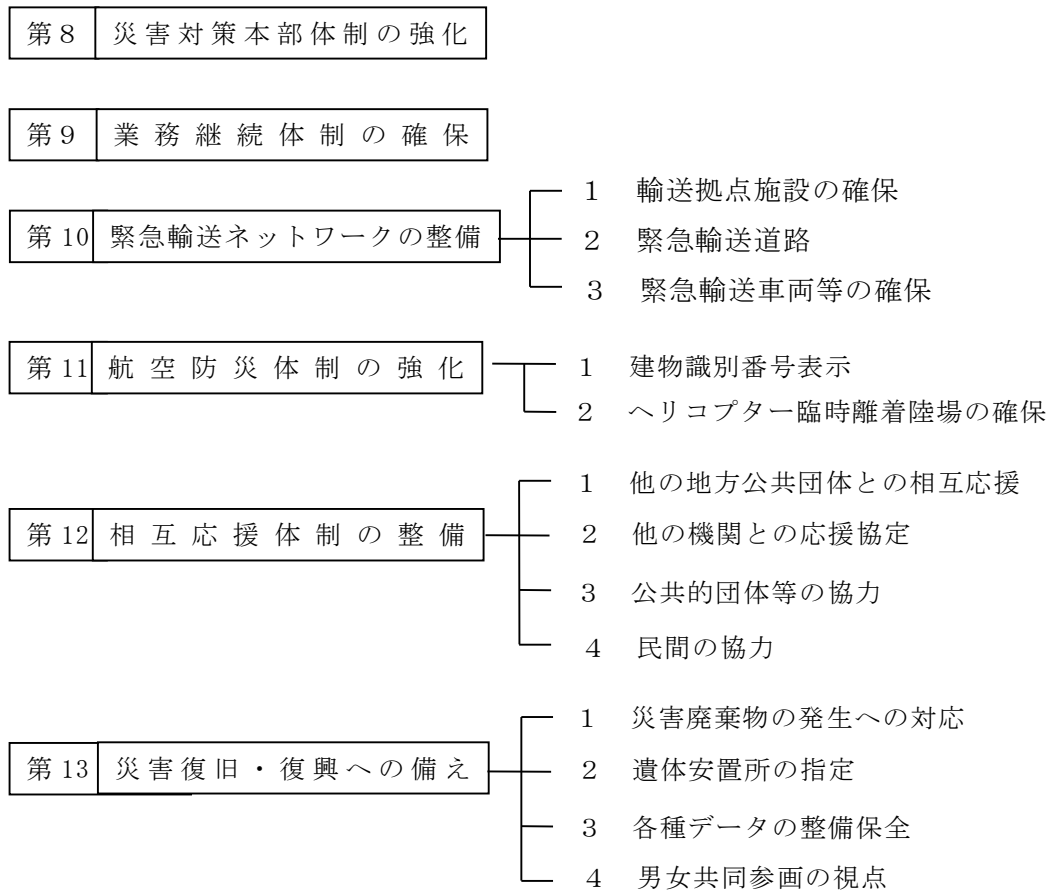 第８ 災害対策本部体制の強化
第９ 業務継続体制の確保
第10 緊急輸送ネットワークの整備
１ 輸送拠点施設の確保
２ 緊急輸送道路
３ 緊急輸送車両等の確保
第11 航空防災体制の強化
１ 建物識別番号表示
２ ヘリコプター臨時離着陸場の確保
第12 相互応援体制の整備
１ 他の地方公共団体との相互応援
２ 他の機関との応援協定
３ 公共的団体等の協力
４ 民間の協力
第13 災害復旧・復興への備え
１ 災害廃棄物の発生への対応
２ 遺体安置所の指定
３ 各種データの整備保全
４ 男女共同参画の視点